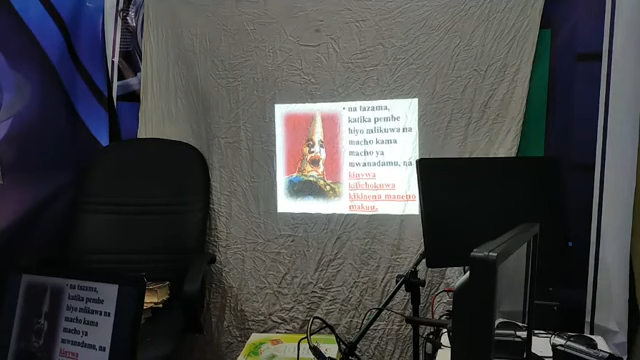 • na tazama,
katika pembe
hiyo mlikuwa na
macho kama
macho ya
mwanadamu, na
kinywa
kilichokuwa
kikinena maneno
makuu.
• na tazama,
katika pembe
hiyo mlikuwa na
macho kama
macho ya
mwanadamu, na
kinywa